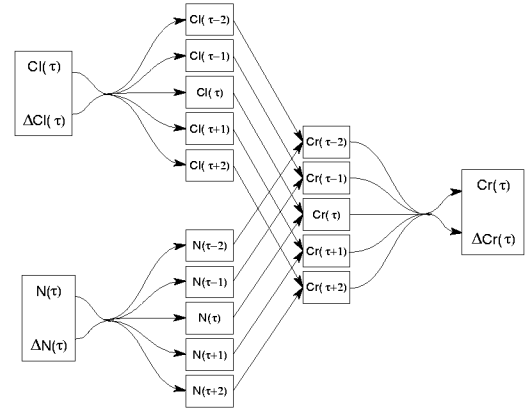 Cl(τ)
ΔCl(τ)
Cl(τ−2)
Cl(τ−1)
Cl(τ)
Cl(τ+1)
Cl(τ+2)
N(τ)
ΔN(τ)
N(τ−2)
N(τ−1)
N(τ)
N(τ+1)
N(τ+2)
Cr(τ−2)
Cr(τ−1)
Cr(τ)
Cr(τ+1)
Cr(τ+2)
Cr(τ)
ΔCr(τ)